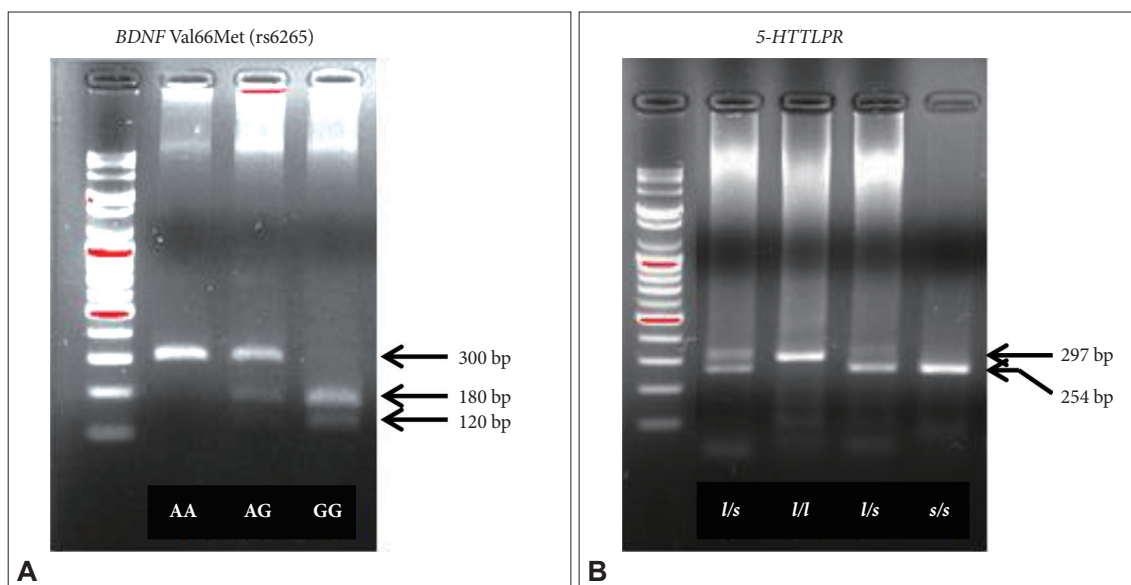 BDNF Val66Met (rs6265)
300 bp
180 bp
120 bp
AA AG GG
A
5-HTTLPR
297 bp
254 bp
l/s l/l l/s s/s
B